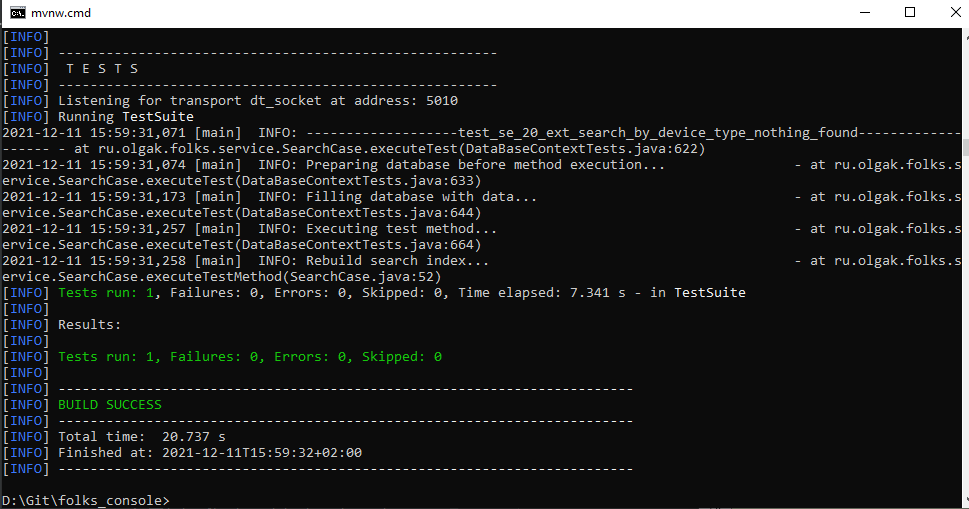 mvnw.cmd
[INFO]
[INFO] -------------------------------------------------------
[INFO]  T E S T S
[INFO] -------------------------------------------------------
[INFO] Listening for transport dt_socket at address: 5010
[INFO] Running TestSuite
2021-12-11 15:59:31,071 [main]  INFO: -------------------test_se_20_ext_search_by_device_type_nothing_found-------------
------ - at ru.olgak.folks.service.SearchCase.executeTest(DataBaseContextTests.java:622)
2021-12-11 15:59:31,074 [main]  INFO: Preparing database before method execution...                - at ru.olgak.folks.s
ervice.SearchCase.executeTest(DataBaseContextTests.java:633)
2021-12-11 15:59:31,173 [main]  INFO: Filling database with data...                                - at ru.olgak.folks.s
ervice.SearchCase.executeTest(DataBaseContextTests.java:644)
2021-12-11 15:59:31,257 [main]  INFO: Executing test method...                                     - at ru.olgak.folks.s
ervice.SearchCase.executeTest(DataBaseContextTests.java:664)
2021-12-11 15:59:31,258 [main]  INFO: Rebuild search index...                                      - at ru.olgak.folks.s
ervice.SearchCase.executeTestMethod(SearchCase.java:52)
[INFO] Tests run: 1, Failures: 0, Errors: 0, Skipped: 0, Time elapsed: 7.341 s - in TestSuite
[INFO]
[INFO] Results:
[INFO]
[INFO] Tests run: 1, Failures: 0, Errors: 0, Skipped: 0
[INFO]
[INFO] ------------------------------------------------------------------------
[INFO] BUILD SUCCESS
[INFO] ------------------------------------------------------------------------
[INFO] Total time:  20.737 s
[INFO] Finished at: 2021-12-11T15:59:32+02:00
[INFO] ------------------------------------------------------------------------
D:\Git\folks_console>